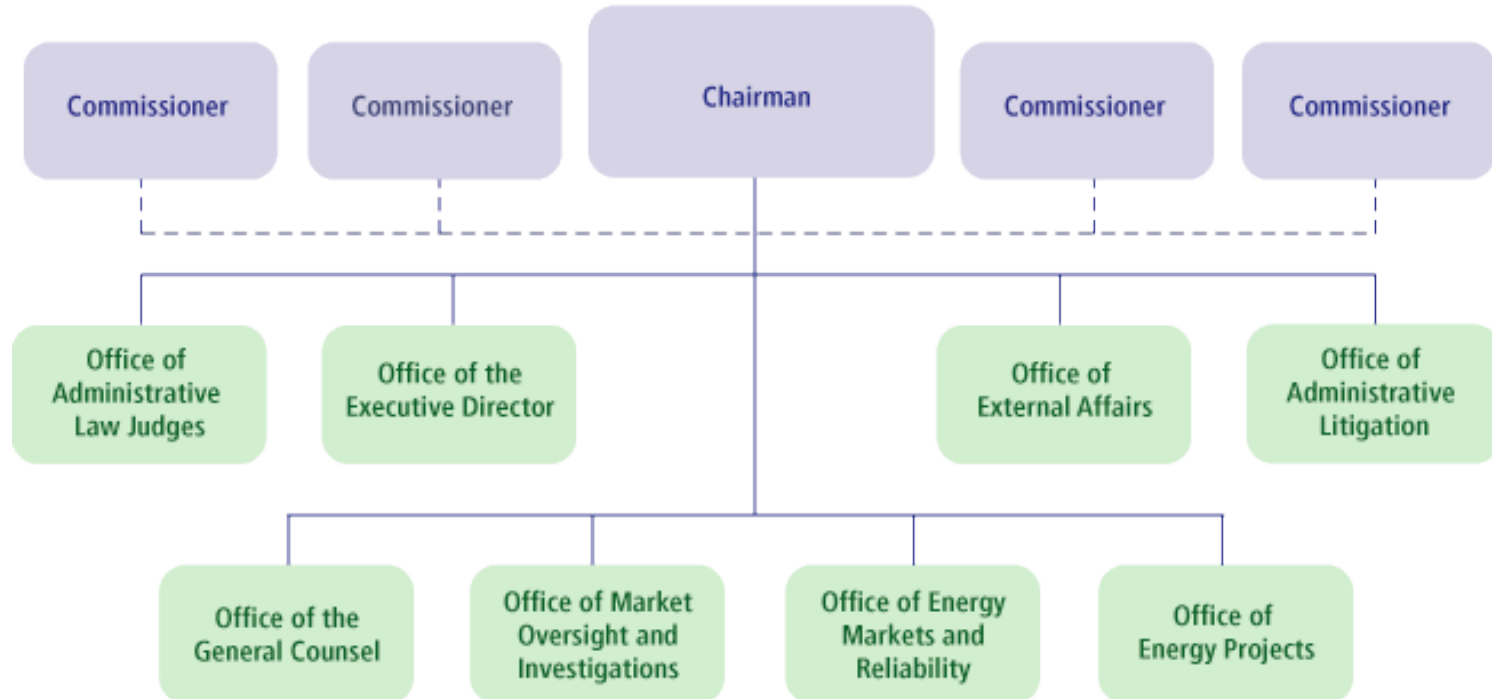 Commissioner
Commissioner
Chairman
Commissioner
Commissioner
Office of
Administrative
Law Judges
Office of the
Executive Director
Office of
External Affairs
Office of
Administrative
Litigation
Office of the
General Counsel
Office of Market
Oversight and
Investigations
Office of Energy
Markets and
Reliability
Office of
Energy Projects